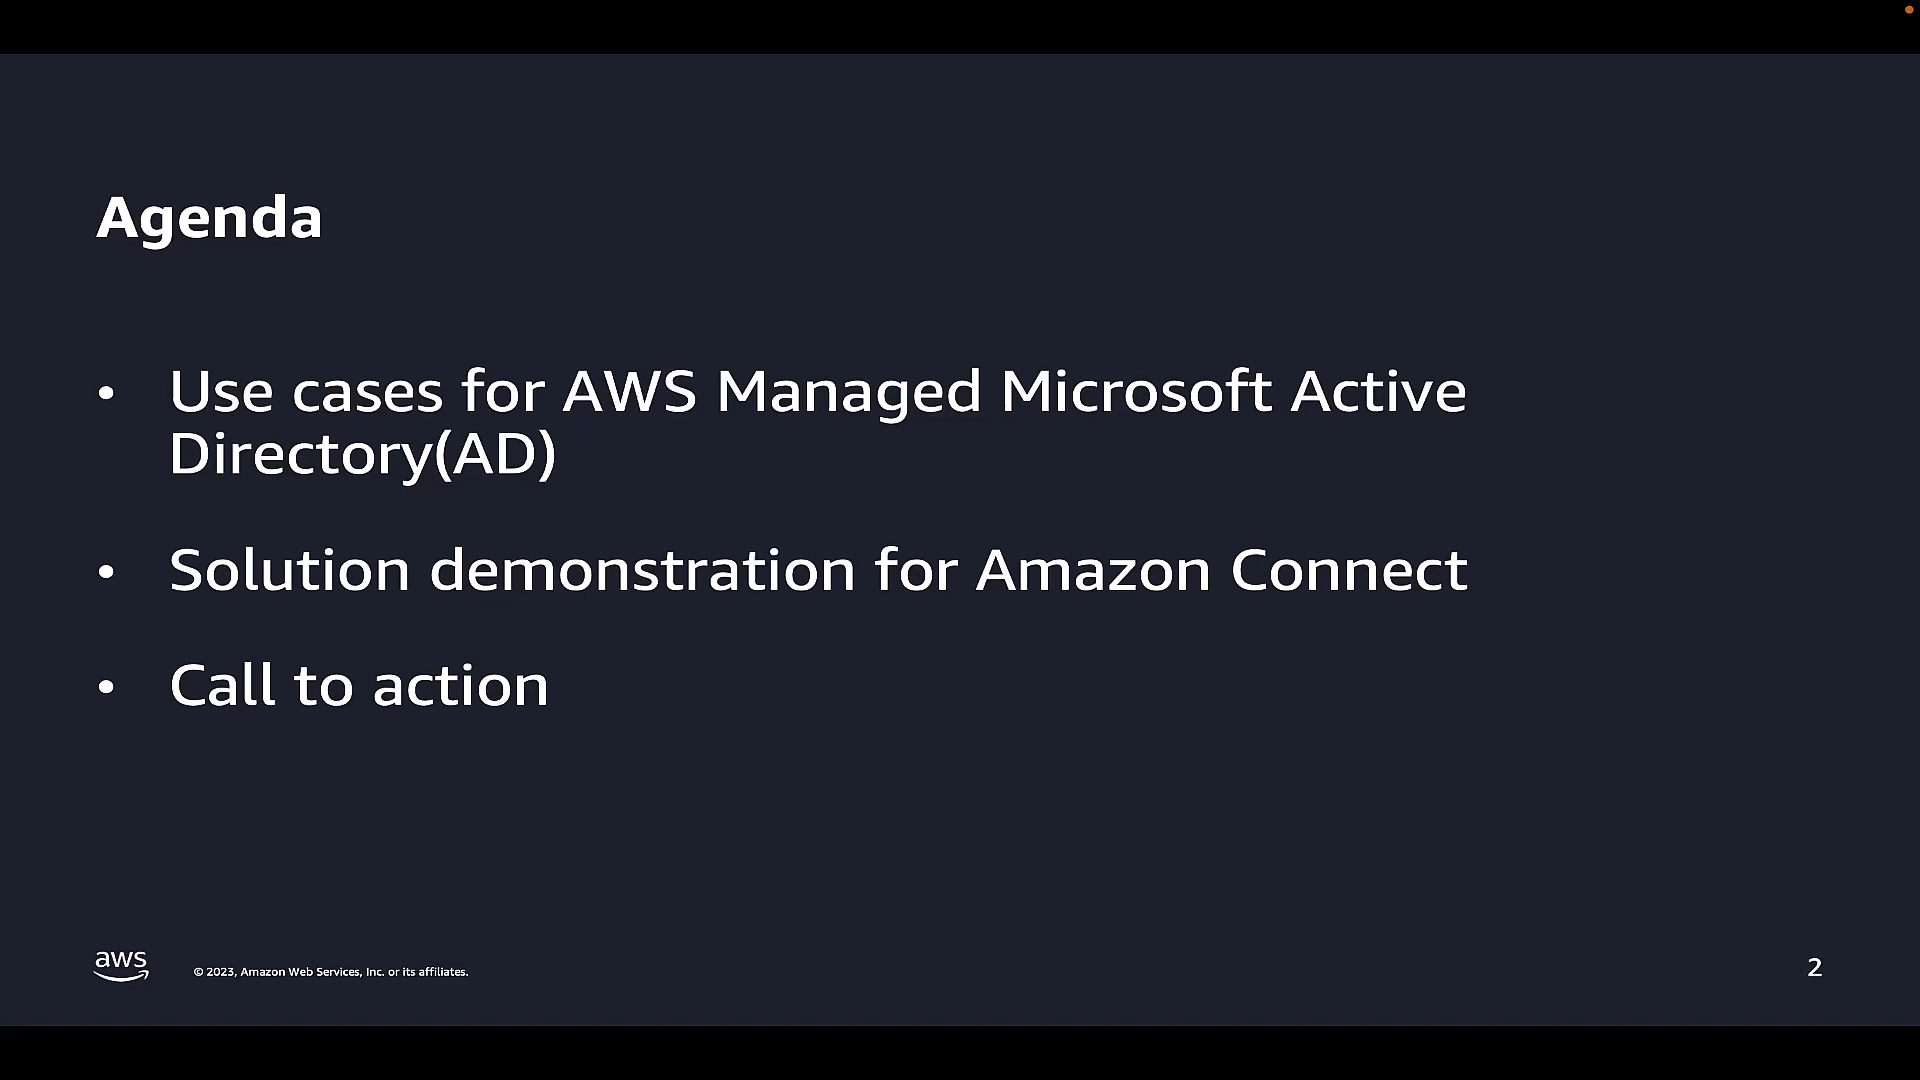 Agenda
• Use cases for AWS Managed Microsoft Active
Directory(AD)
• Solution demonstration for Amazon Connect
• Call to action
aws
© 2023, Amazon Web Services, Inc. or its affiliates.
2